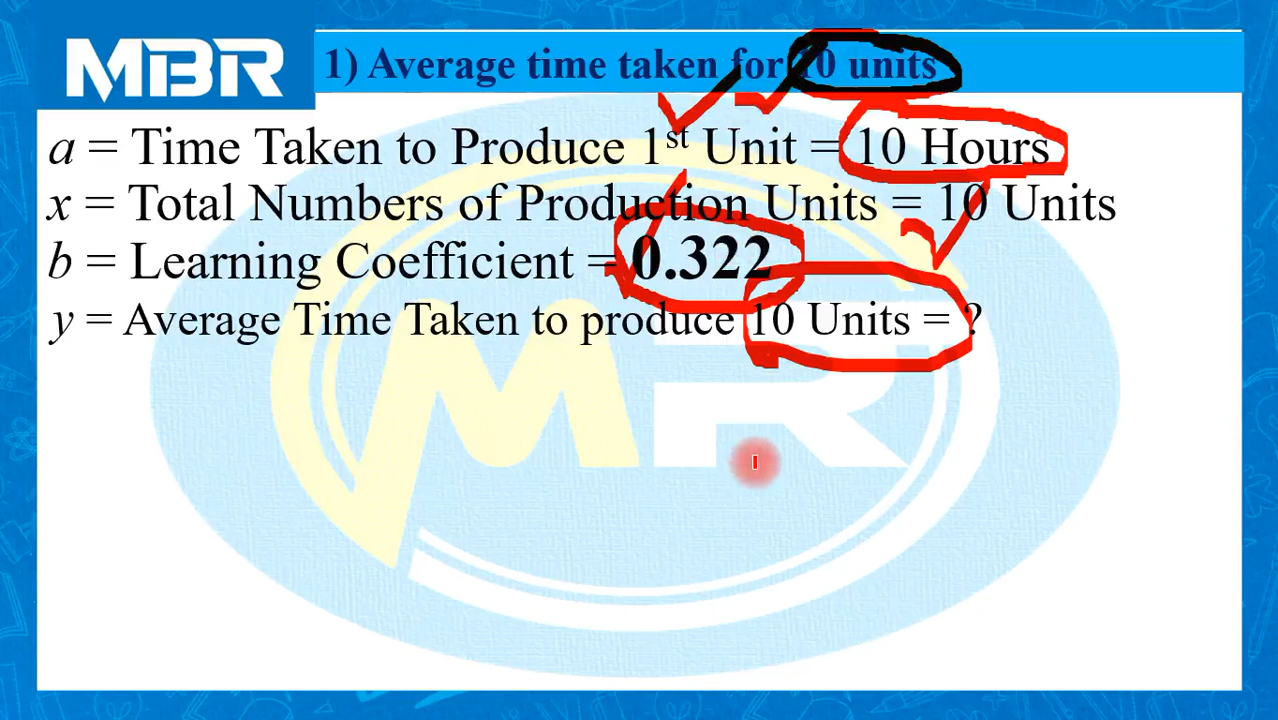 MBR
1) Average time taken for 10 units
a = Time Taken to Produce 1st Unit = 10 Hours
x = Total Numbers of Production Units = 10 Units
b = Learning Coefficient = 0.322
y = Average Time Taken to produce 10 Units = ?